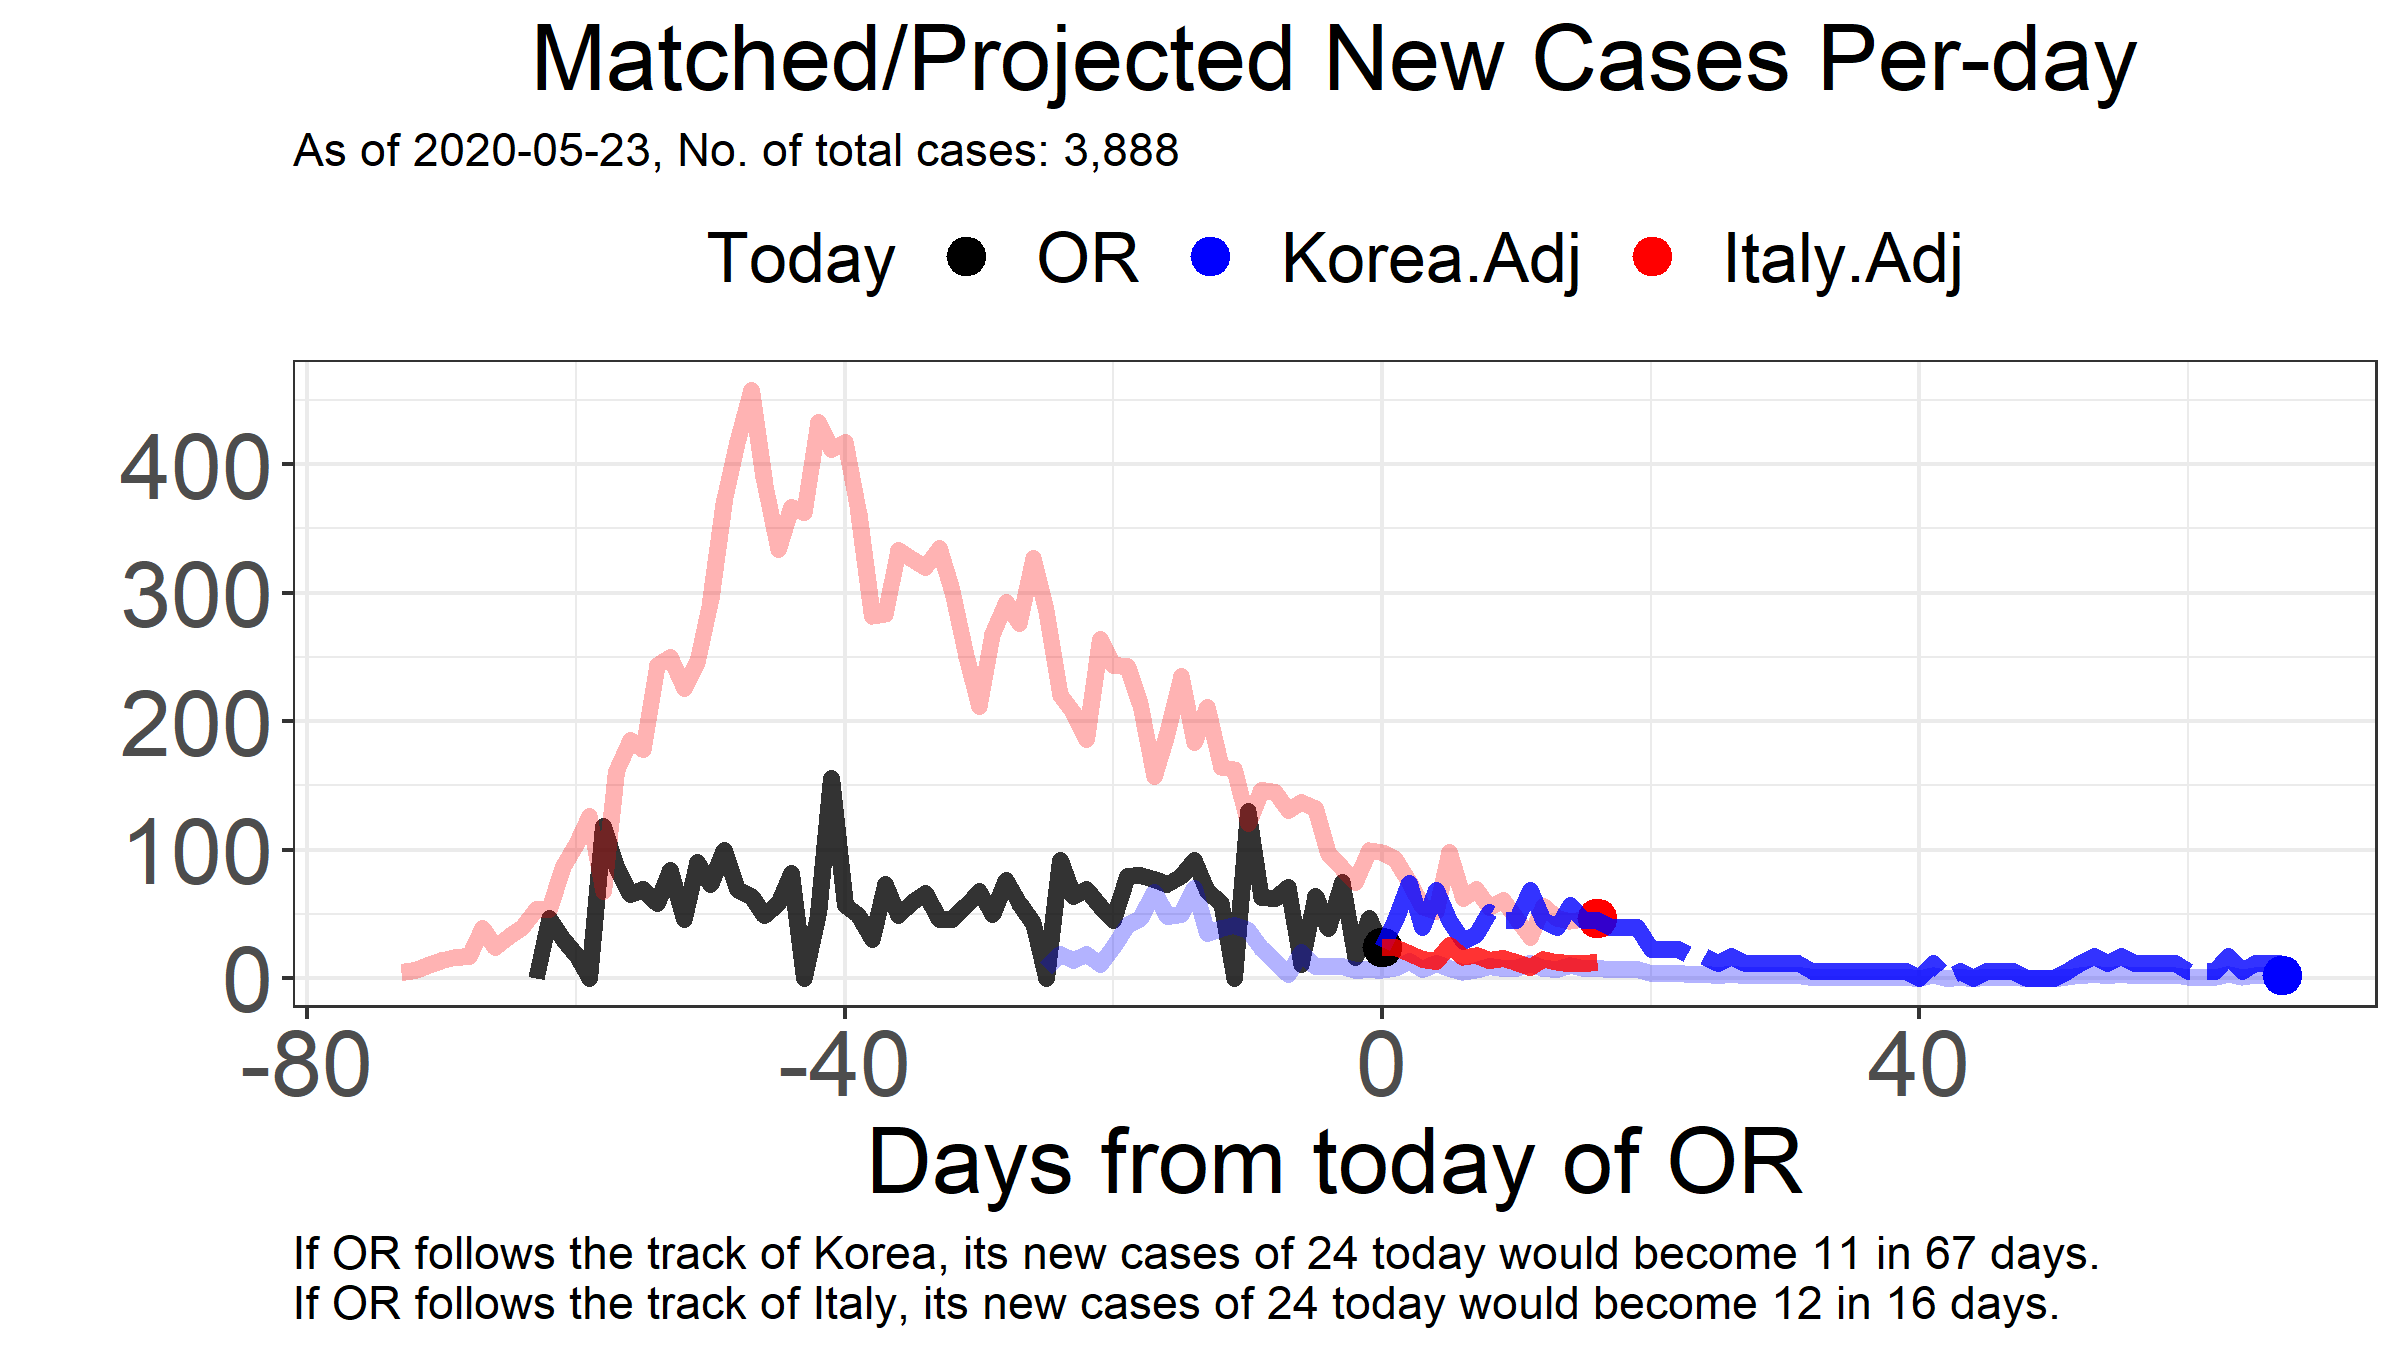 Matched/Projected New Cases Per-day
As of 2020-05-23, No. of total cases: 3,888
Today OR Korea.Adj Italy.Adj
400
300
200
100
0
-80 -40 0 40
Days from today of OR
If OR follows the track of Korea, its new cases of 24 today would become 11 in 67 days.
If OR follows the track of Italy, its new cases of 24 today would become 12 in 16 days.